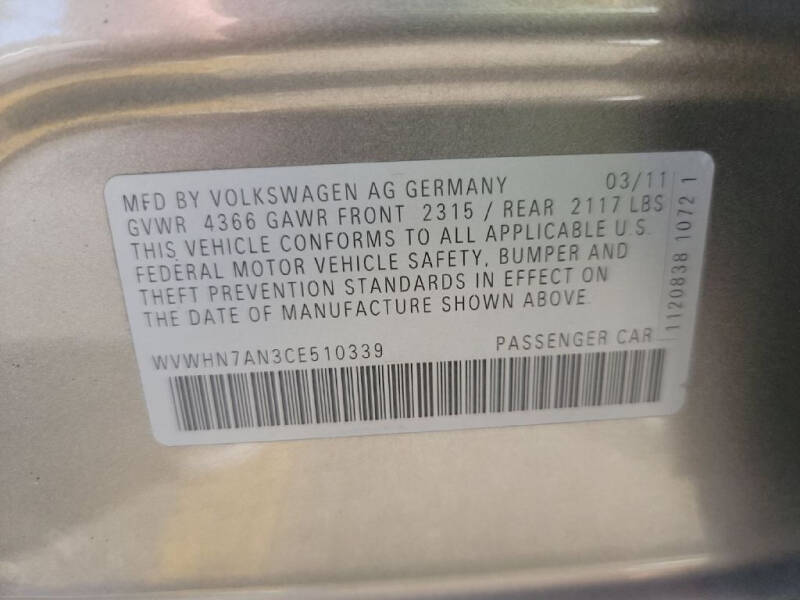 MFD BY VOLKSWAGEN AG GERMANY 03/11
GVWR 4366 GAWR FRONT 2315 / REAR 2117 LBS
THIS VEHICLE CONFORMS TO ALL APPLICABLE U.S.
FEDERAL MOTOR VEHICLE SAFETY, BUMPER AND
THEFT PREVENTION STANDARDS IN EFFECT ON
THE DATE OF MANUFACTURE SHOWN ABOVE.
WVWHN7AN3CE510339 PASSENGER CAR
1120838 1072 1